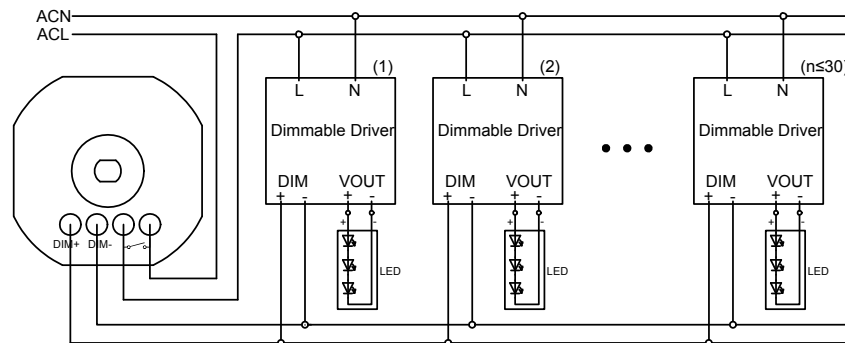 ACN
ACL
(1) (2) (n≤30)
L N L N L N
Dimmable Driver Dimmable Driver Dimmable Driver
DIM VOUT DIM VOUT DIM VOUT
+ - + - + - + - + - + -
DIM+ DIM-
+ - + - + -
LED LED LED